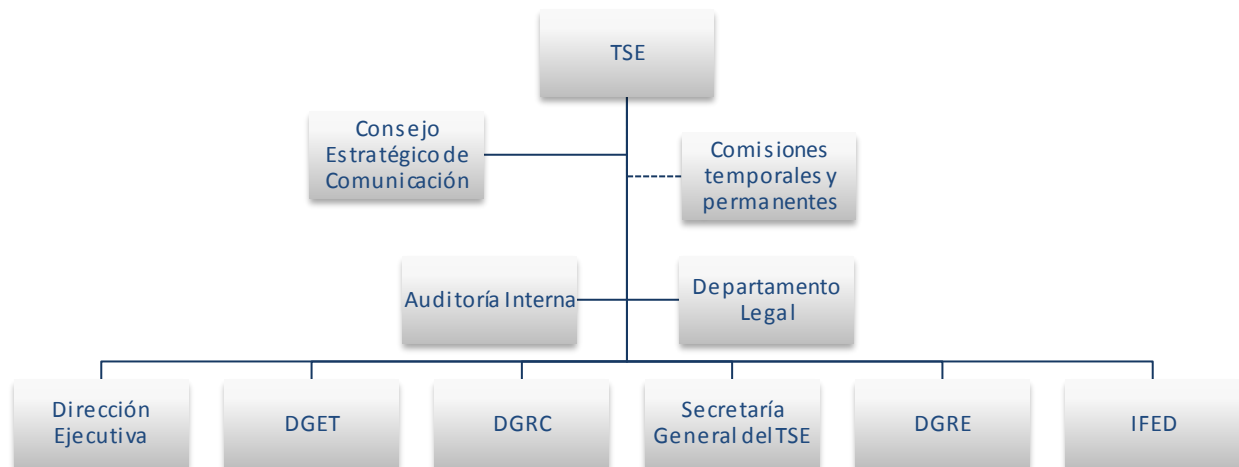 TSE
Consejo
Estratégico de
Comunicación
Comisiones
temporales y
permanentes
Auditoría Interna
Departamento
Legal
Dirección
Ejecutiva
DGET
DGRC
Secretaría
General del TSE
DGRE
IFED